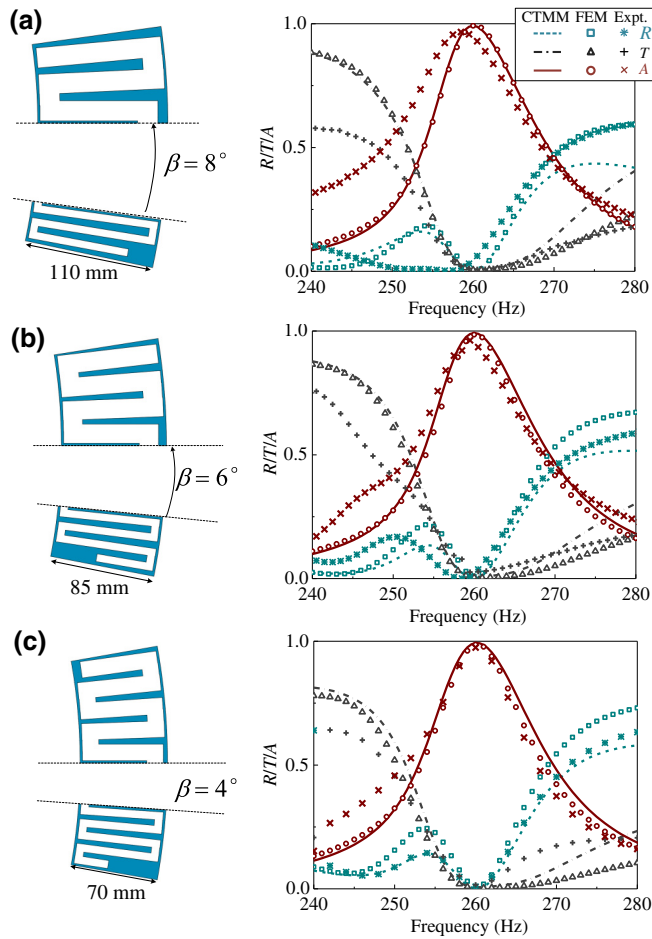 (a)
β = 8°
110 mm
CTMM FEM Expt.
R
T
A
R/T/A
1.0
0.5
0.0
240 250 260 270 280
Frequency (Hz)
(b)
β = 6°
85 mm
R/T/A
1.0
0.5
0.0
240 250 260 270 280
Frequency (Hz)
(c)
β = 4°
70 mm
R/T/A
1.0
0.5
0.0
240 250 260 270 280
Frequency (Hz)